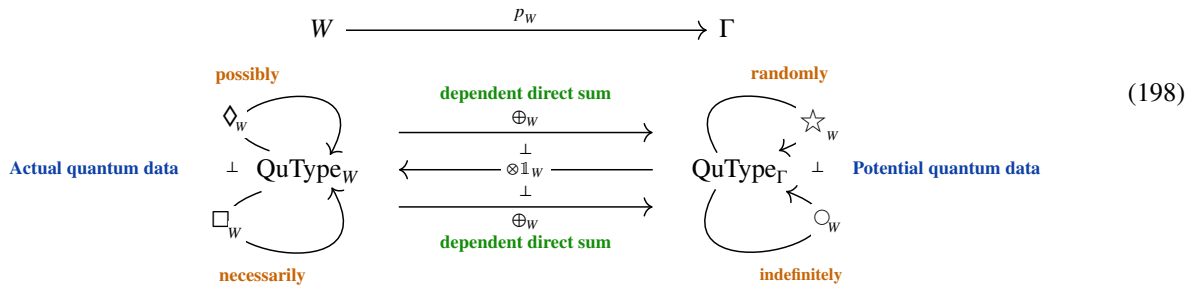 p_W
W Γ
possibly randomly
dependent direct sum
(198)
◇_W ⊕_W ☆_W
⊥
Actual quantum data ⊥ QuType_W ⊗𝟙_W QuType_Γ ⊥ Potential quantum data
⊥
□_W ⊕_W ○_W
dependent direct sum
necessarily indefinitely